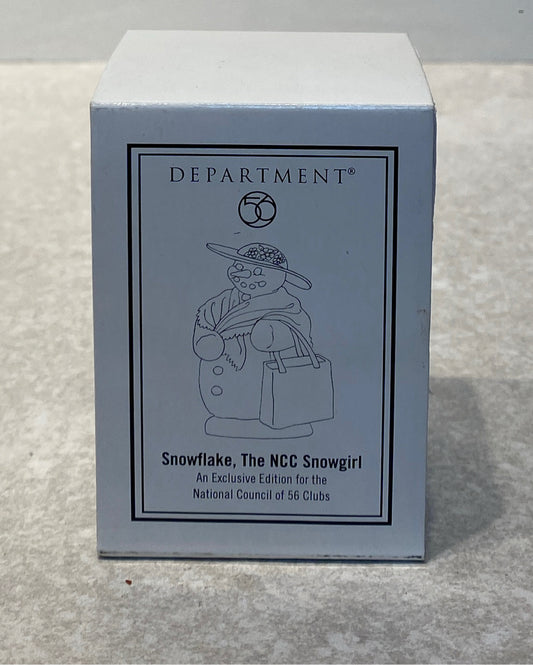 DEPARTMENT®
56
Snowflake, The NCC Snowgirl
An Exclusive Edition for the
National Council of 56 Clubs